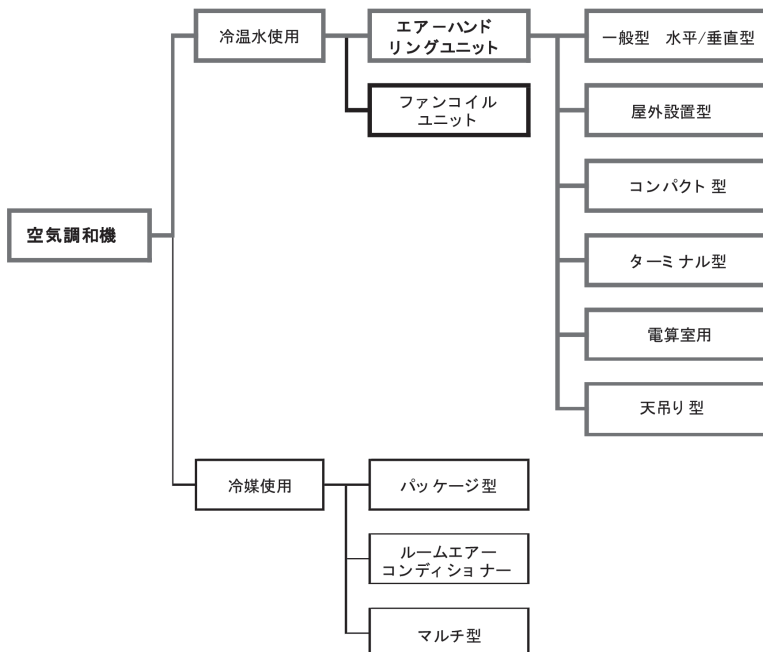 冷温水使用
エアーハンド
リングユニット
一般型　水平/垂直型
ファンコイル
ユニット
屋外設置型
コンパクト型
空気調和機
ターミナル型
電算室用
天吊り型
冷媒使用
パッケージ型
ルームエアー
コンディショナー
マルチ型